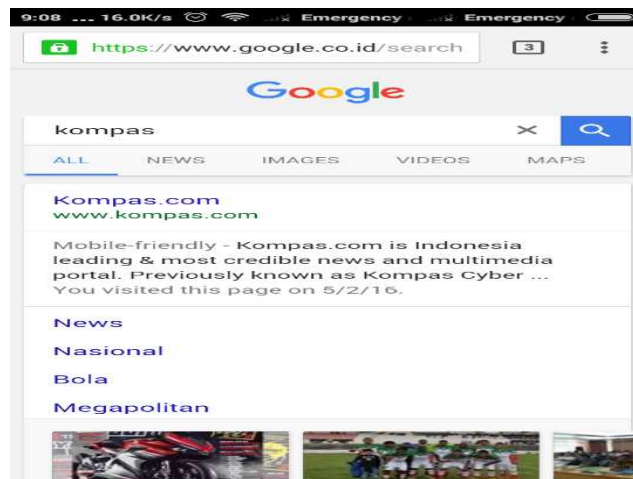 9:08 ... 16.0K/s Emergency Emergency
https://www.google.co.id/search 3
Google
kompas
ALL NEWS IMAGES VIDEOS MAPS
Kompas.com
www.kompas.com
Mobile-friendly - Kompas.com is Indonesia
leading & most credible news and multimedia
portal. Previously known as Kompas Cyber ...
You visited this page on 5/2/16.
News
Nasional
Bola
Megapolitan